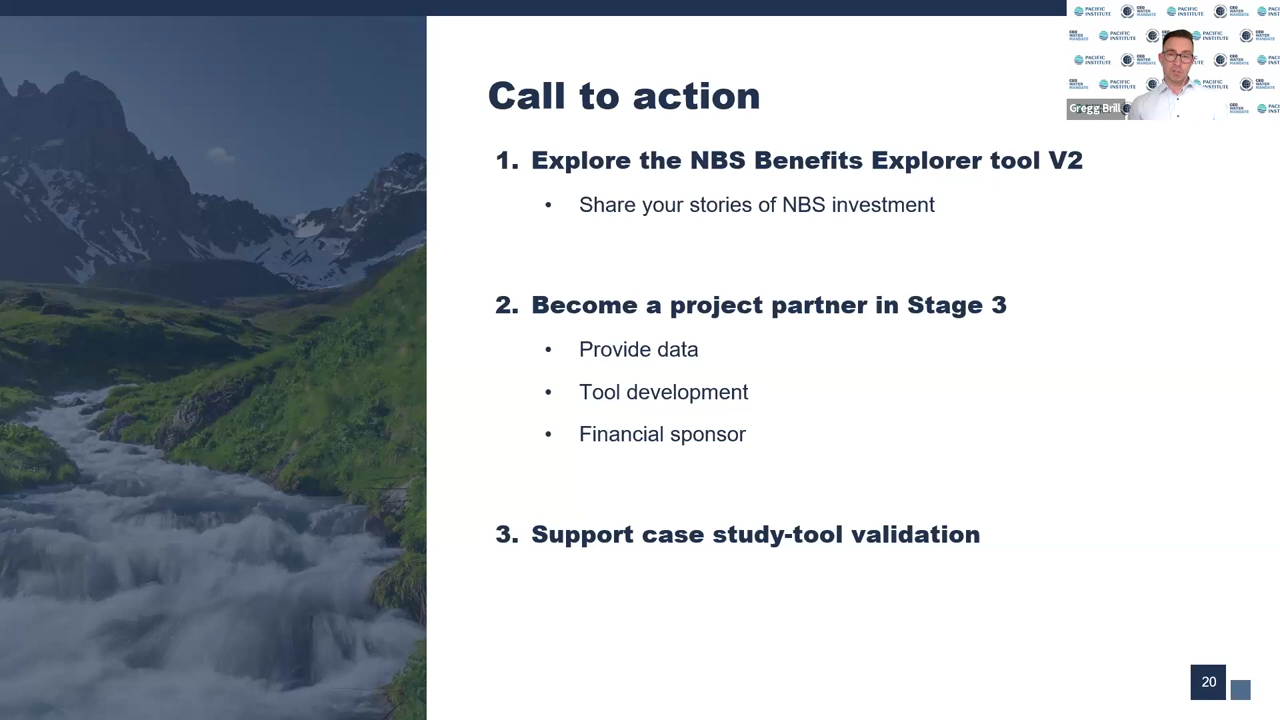 Call to action
1. Explore the NBS Benefits Explorer tool V2
• Share your stories of NBS investment
2. Become a project partner in Stage 3
• Provide data
• Tool development
• Financial sponsor
3. Support case study-tool validation
20
PACIFIC INSTITUTE
CEO WATER MANDATE
Gregg Brill